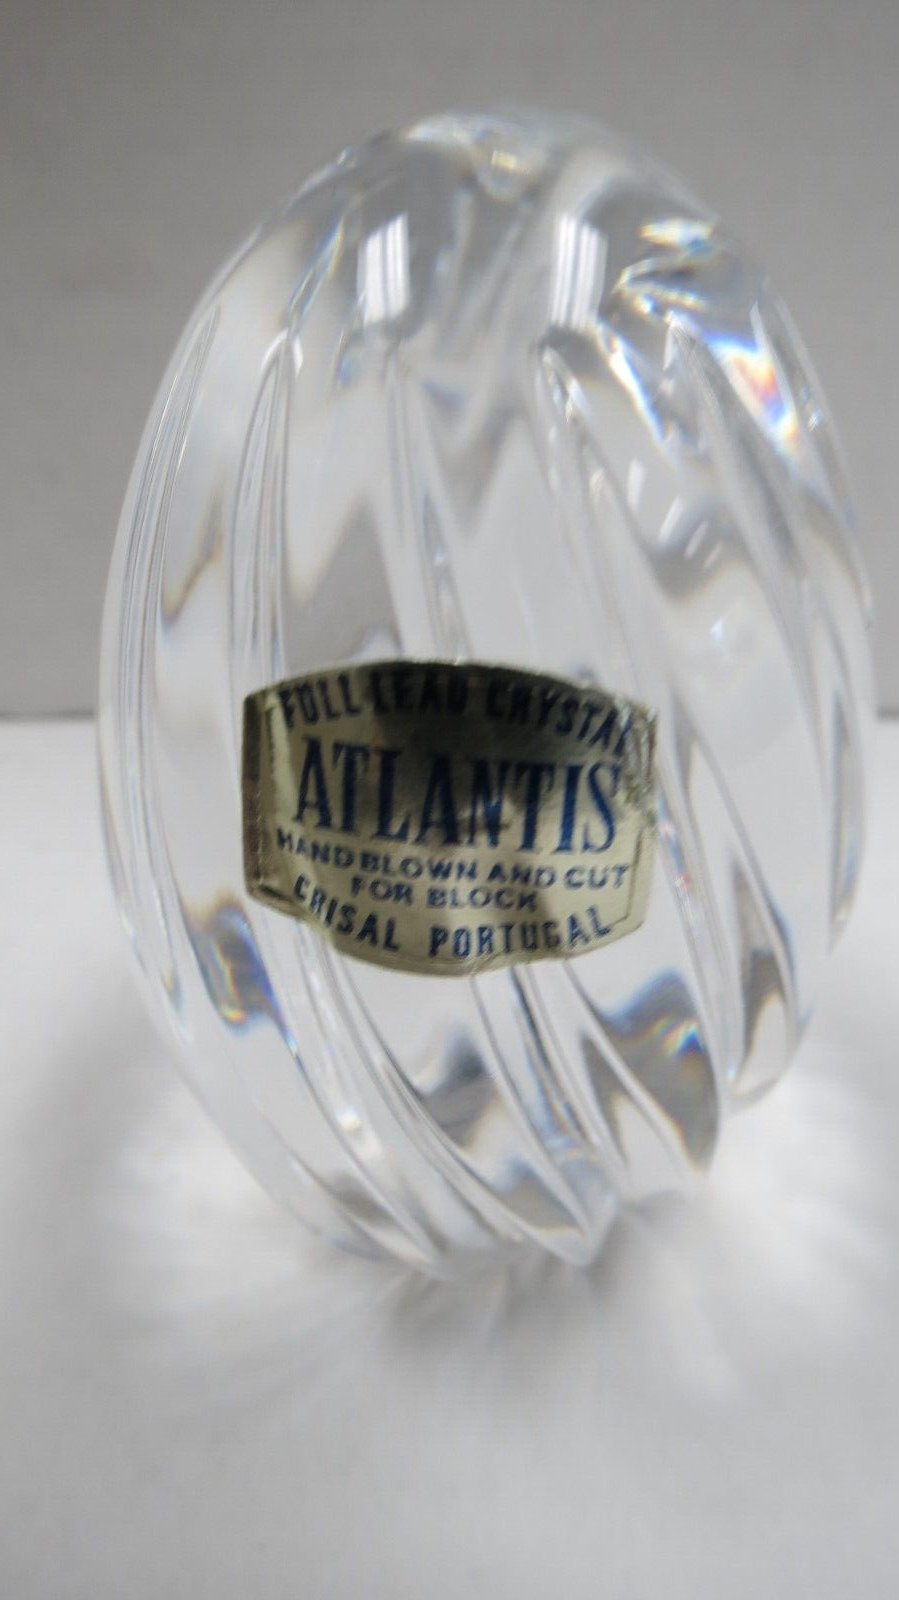 FULL LEAD CRYSTAL
ATLANTIS
HAND BLOWN AND CUT
FOR BLOCK
CRISAL PORTUGAL